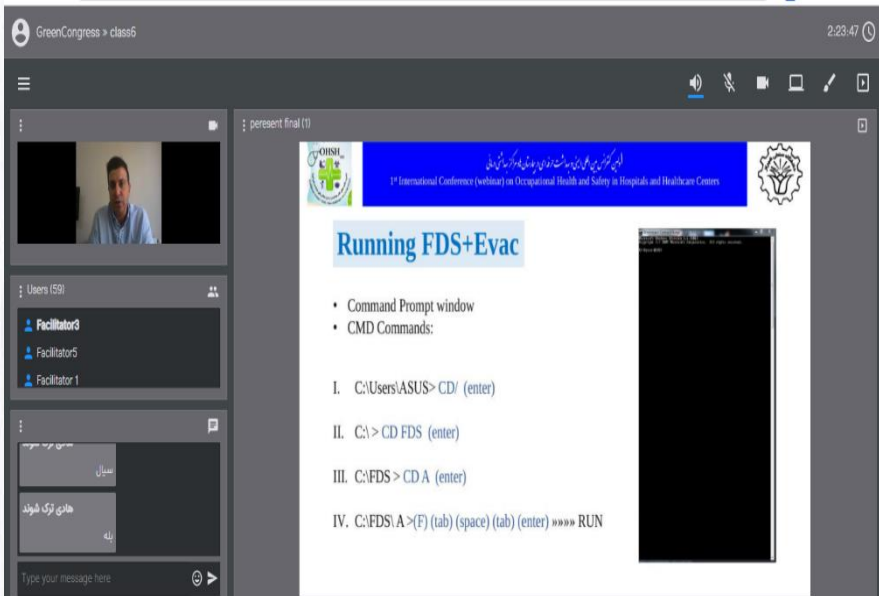 GreenCongress > class6
2:23:47
peresent final (1)
Users (59)
Facilitator3
Facilitator5
Facilitator 1
سیال
هادی ترک شوند
بله
Type your message here
OHSH
1st International Conference (webinar) on Occupational Health and Safety in Hospitals and Healthcare Centers
Running FDS+Evac
• Command Prompt window
• CMD Commands:
I. C:\Users\ASUS> CD/ (enter)
II. C:\ > CD FDS (enter)
III. C:\FDS > CD A (enter)
IV. C:\FDS\ A >(F) (tab) (space) (tab) (enter) »»»» RUN